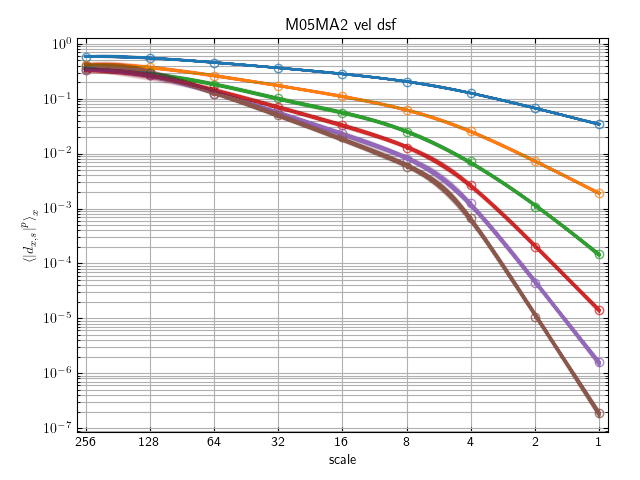 M05MA2 vel dsf
10⁰
10⁻¹
10⁻²
10⁻³
10⁻⁴
10⁻⁵
10⁻⁶
10⁻⁷
⟨|d_{x,s}|^p⟩_x
256 128 64 32 16 8 4 2 1
scale